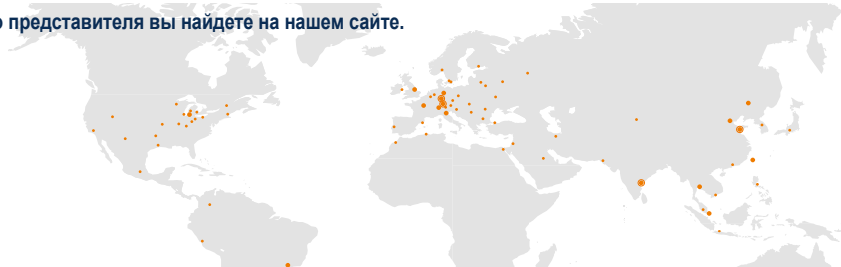 о представителя вы найдете на нашем сайте.